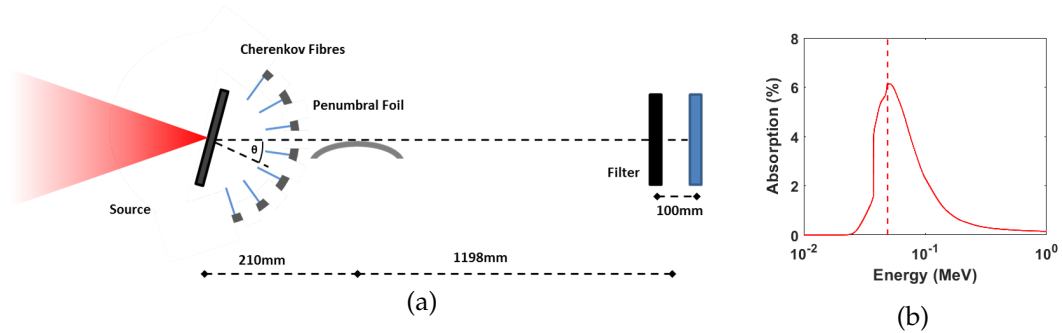 Cherenkov Fibres
Penumbral Foil
θ
Filter
Source
100mm
210mm
1198mm
(a)
Absorption (%)
8
6
4
2
0
10⁻²
10⁻¹
10⁰
Energy (MeV)
(b)